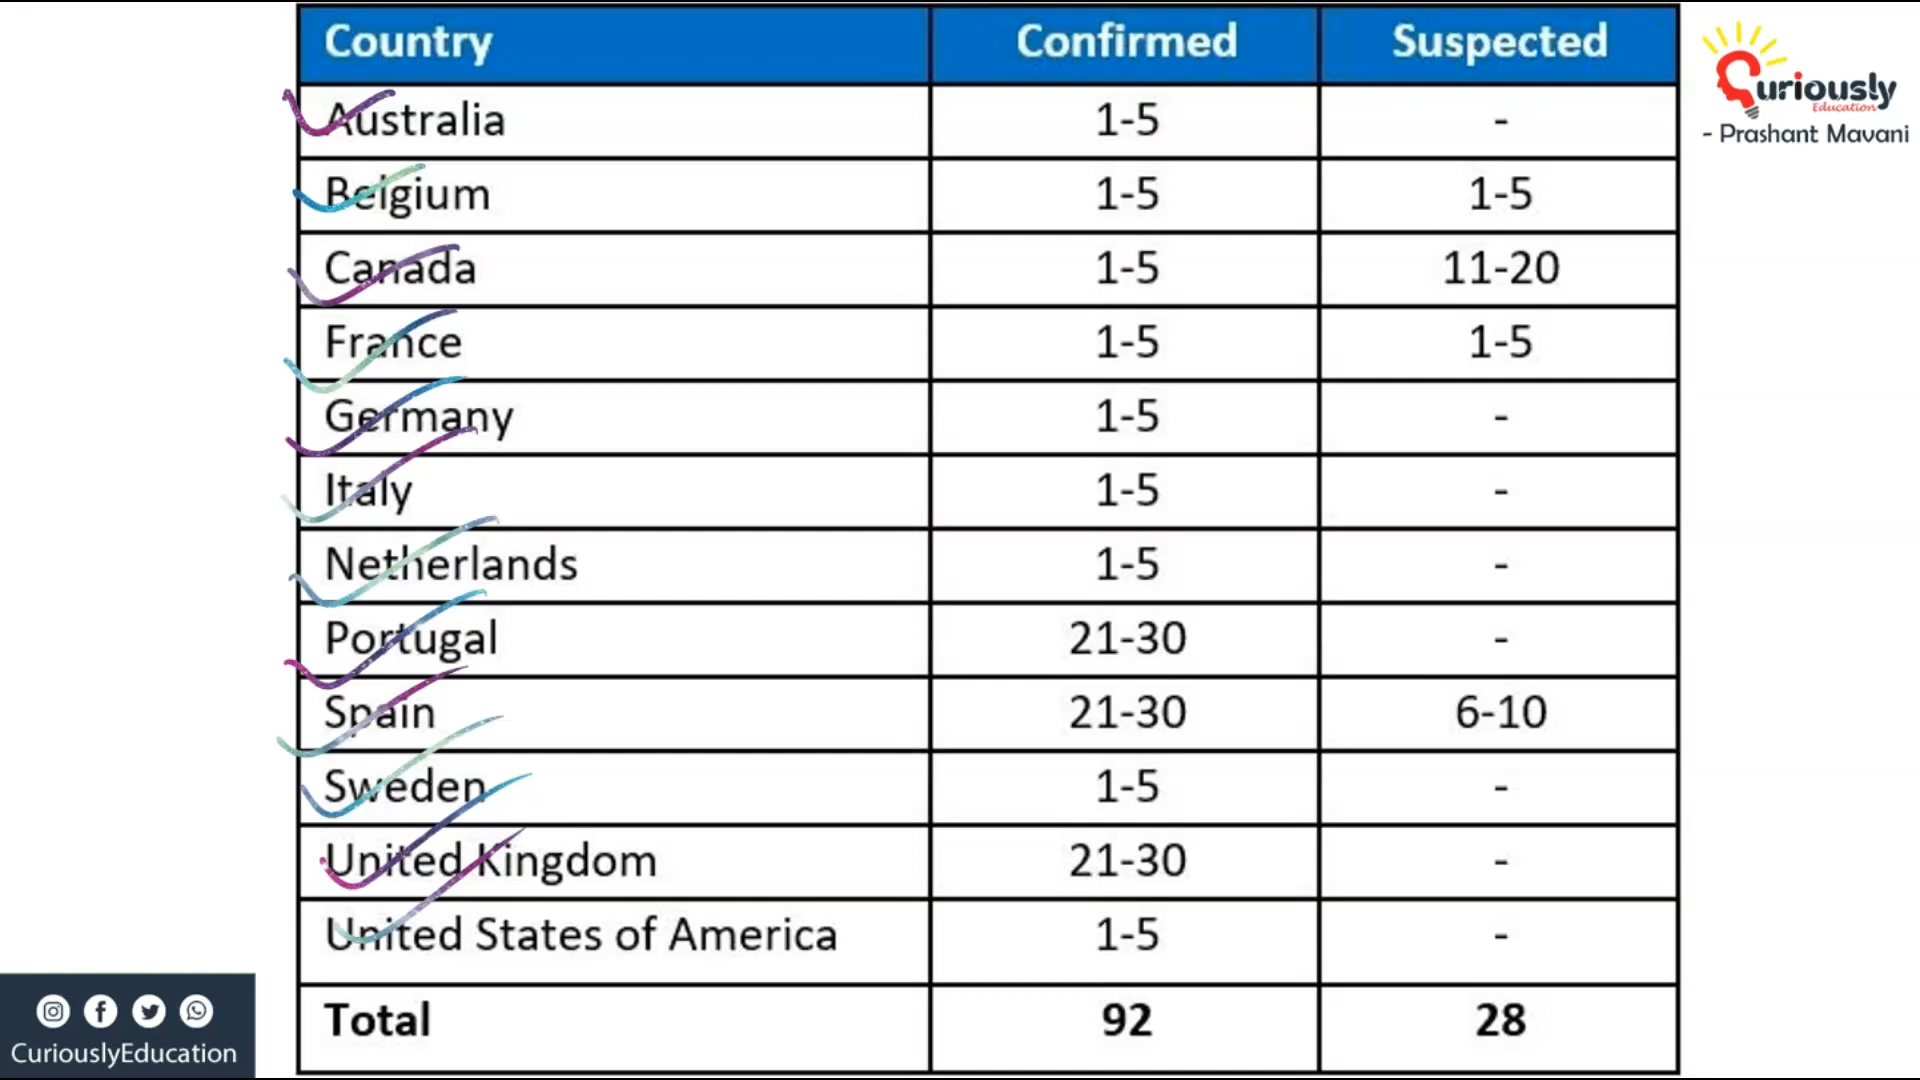 Country Confirmed Suspected
Australia 1-5 -
Belgium 1-5 1-5
Canada 1-5 11-20
France 1-5 1-5
Germany 1-5 -
Italy 1-5 -
Netherlands 1-5 -
Portugal 21-30 -
Spain 21-30 6-10
Sweden 1-5 -
United Kingdom 21-30 -
United States of America 1-5 -
Total 92 28
Curiously
Education
- Prashant Mavani
CuriouslyEducation